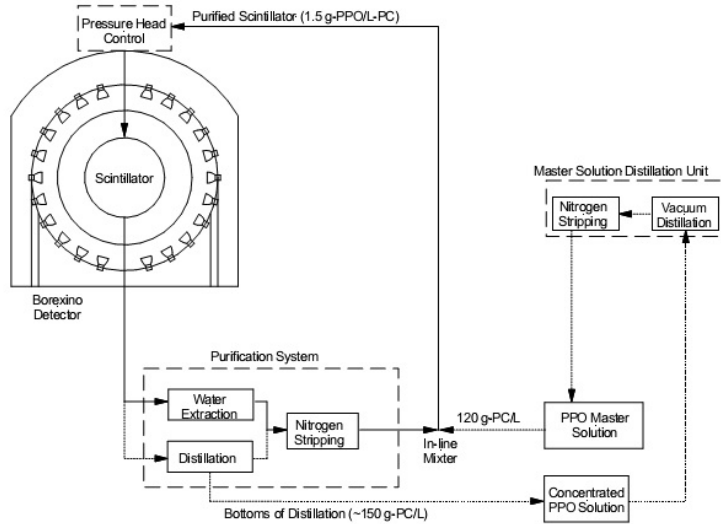 Pressure Head
Control
Purified Scintillator (1.5 g-PPO/L-PC)
Scintillator
Borexino
Detector
Master Solution Distillation Unit
Nitrogen
Stripping
Vacuum
Distillation
Purification System
Water
Extraction
Distillation
Nitrogen
Stripping
In-line
Mixter
120 g-PC/L
PPO Master
Solution
Bottoms of Distillation (~150 g-PC/L)
Concentrated
PPO Solution